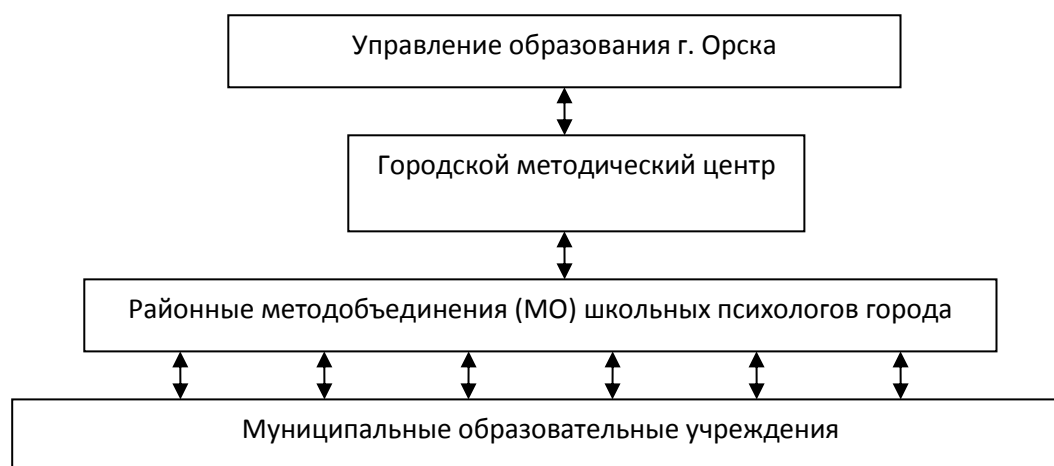 Управление образования г. Орска
Городской методический центр
Районные методобъединения (МО) школьных психологов города
Муниципальные образовательные учреждения